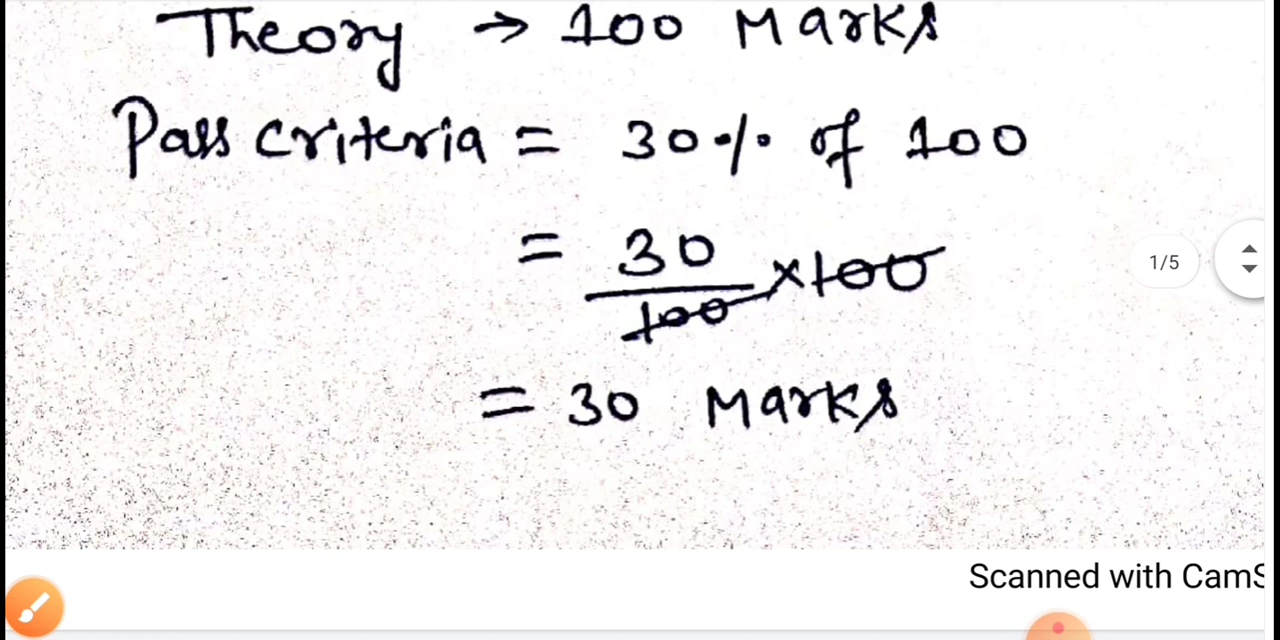 Theory → 100 Marks
Pass criteria = 30% of 100
= 30/100 × 100
= 30 Marks
1/5
Scanned with CamS